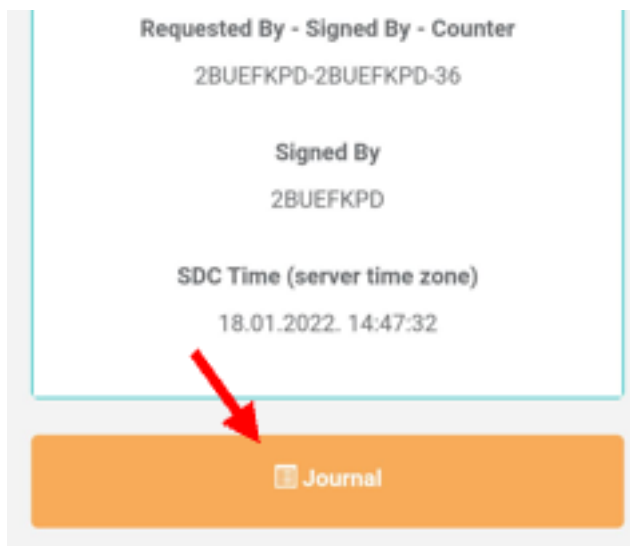 Requested By - Signed By - Counter
2BUEFKPD-2BUEFKPD-36
Signed By
2BUEFKPD
SDC Time (server time zone)
18.01.2022. 14:47:32
Journal